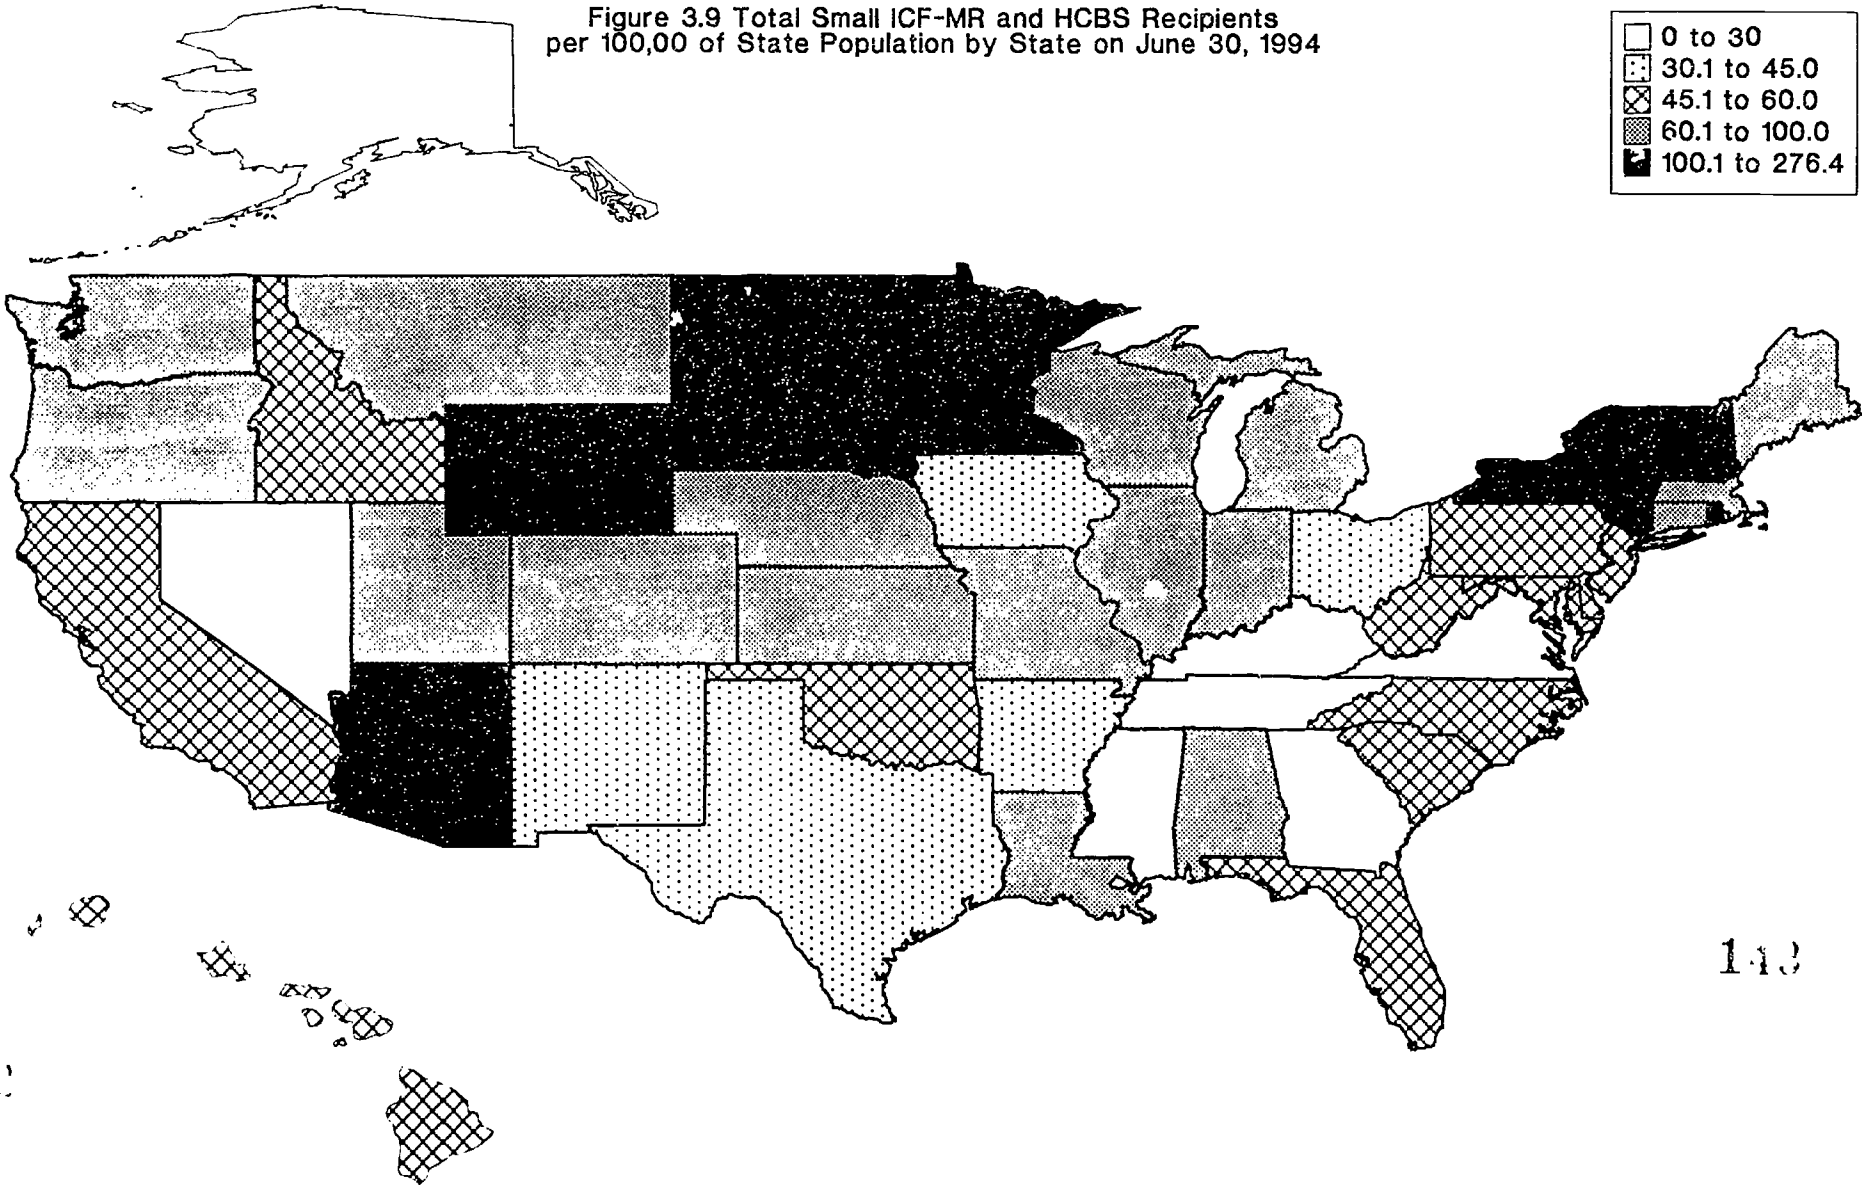 Figure 3.9 Total Small ICF-MR and HCBS Recipients
per 100,00 of State Population by State on June 30, 1994
0 to 30
30.1 to 45.0
45.1 to 60.0
60.1 to 100.0
100.1 to 276.4